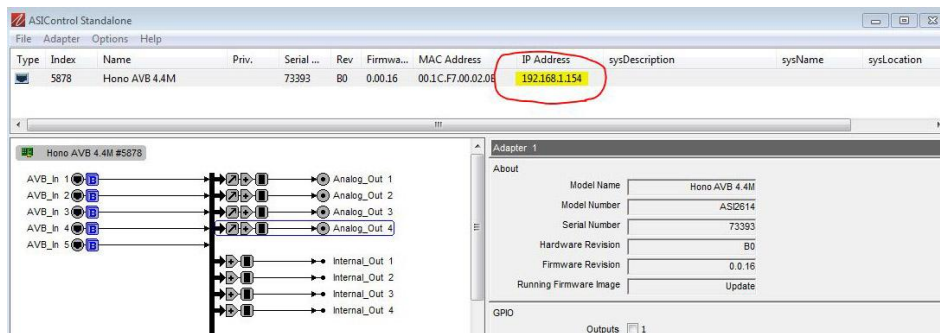 ASIControl Standalone
File Adapter Options Help
Type Index Name Priv. Serial ... Rev Firmwa... MAC Address IP Address sysDescription sysName sysLocation
5878 Hono AVB 4.4M 73393 B0 0.00.16 00.1C.F7.00.02.0E 192.168.1.154
Hono AVB 4.4M #5878
AVB_In 1 B Analog_Out 1
AVB_In 2 B Analog_Out 2
AVB_In 3 B Analog_Out 3
AVB_In 4 B Analog_Out 4
AVB_In 5 B
Internal_Out 1
Internal_Out 2
Internal_Out 3
Internal_Out 4
Adapter 1
About
Model Name Hono AVB 4.4M
Model Number ASI2614
Serial Number 73393
Hardware Revision B0
Firmware Revision 0.0.16
Running Firmware Image Update
GPIO
Outputs 1